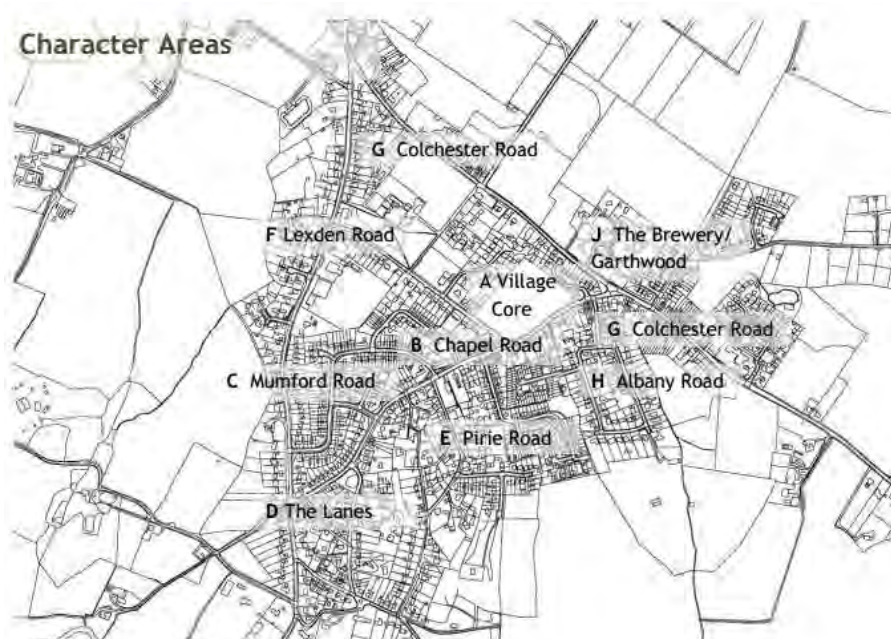 Character Areas
G Colchester Road
F Lexden Road
J The Brewery/
Garthwood
A Village
Core
G Colchester Road
B Chapel Road
C Mumford Road
H Albany Road
E Pirie Road
D The Lanes